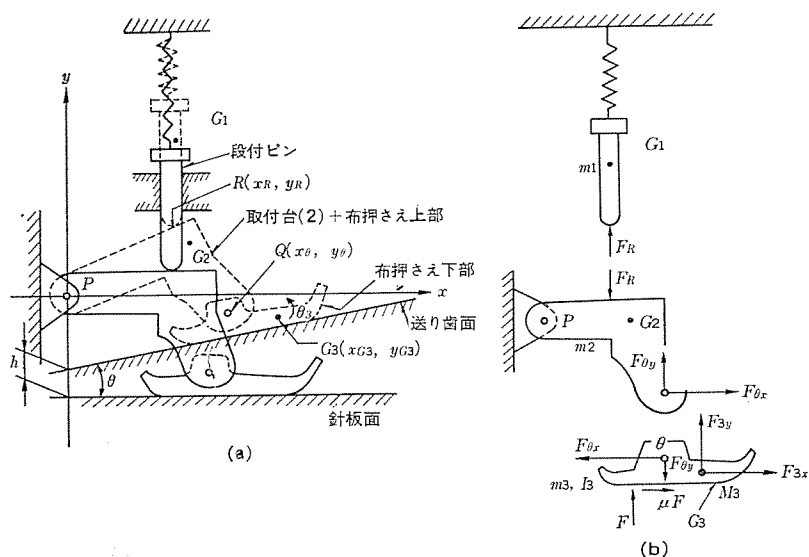 y
G1
段付ピン
R(xR, yR)
取付台(2)+布押さえ上部
G2
Q(xθ, yθ)
布押さえ下部
P
x
θ3
送り歯面
G3(xG3, yG3)
h
θ
針板面
(a)
G1
m1
FR
FR
P
G2
m2
Fθy
Fθx
F3y
Fθx
θ
Fθy
F3x
m3, I3
M3
μF
F
G3
(b)